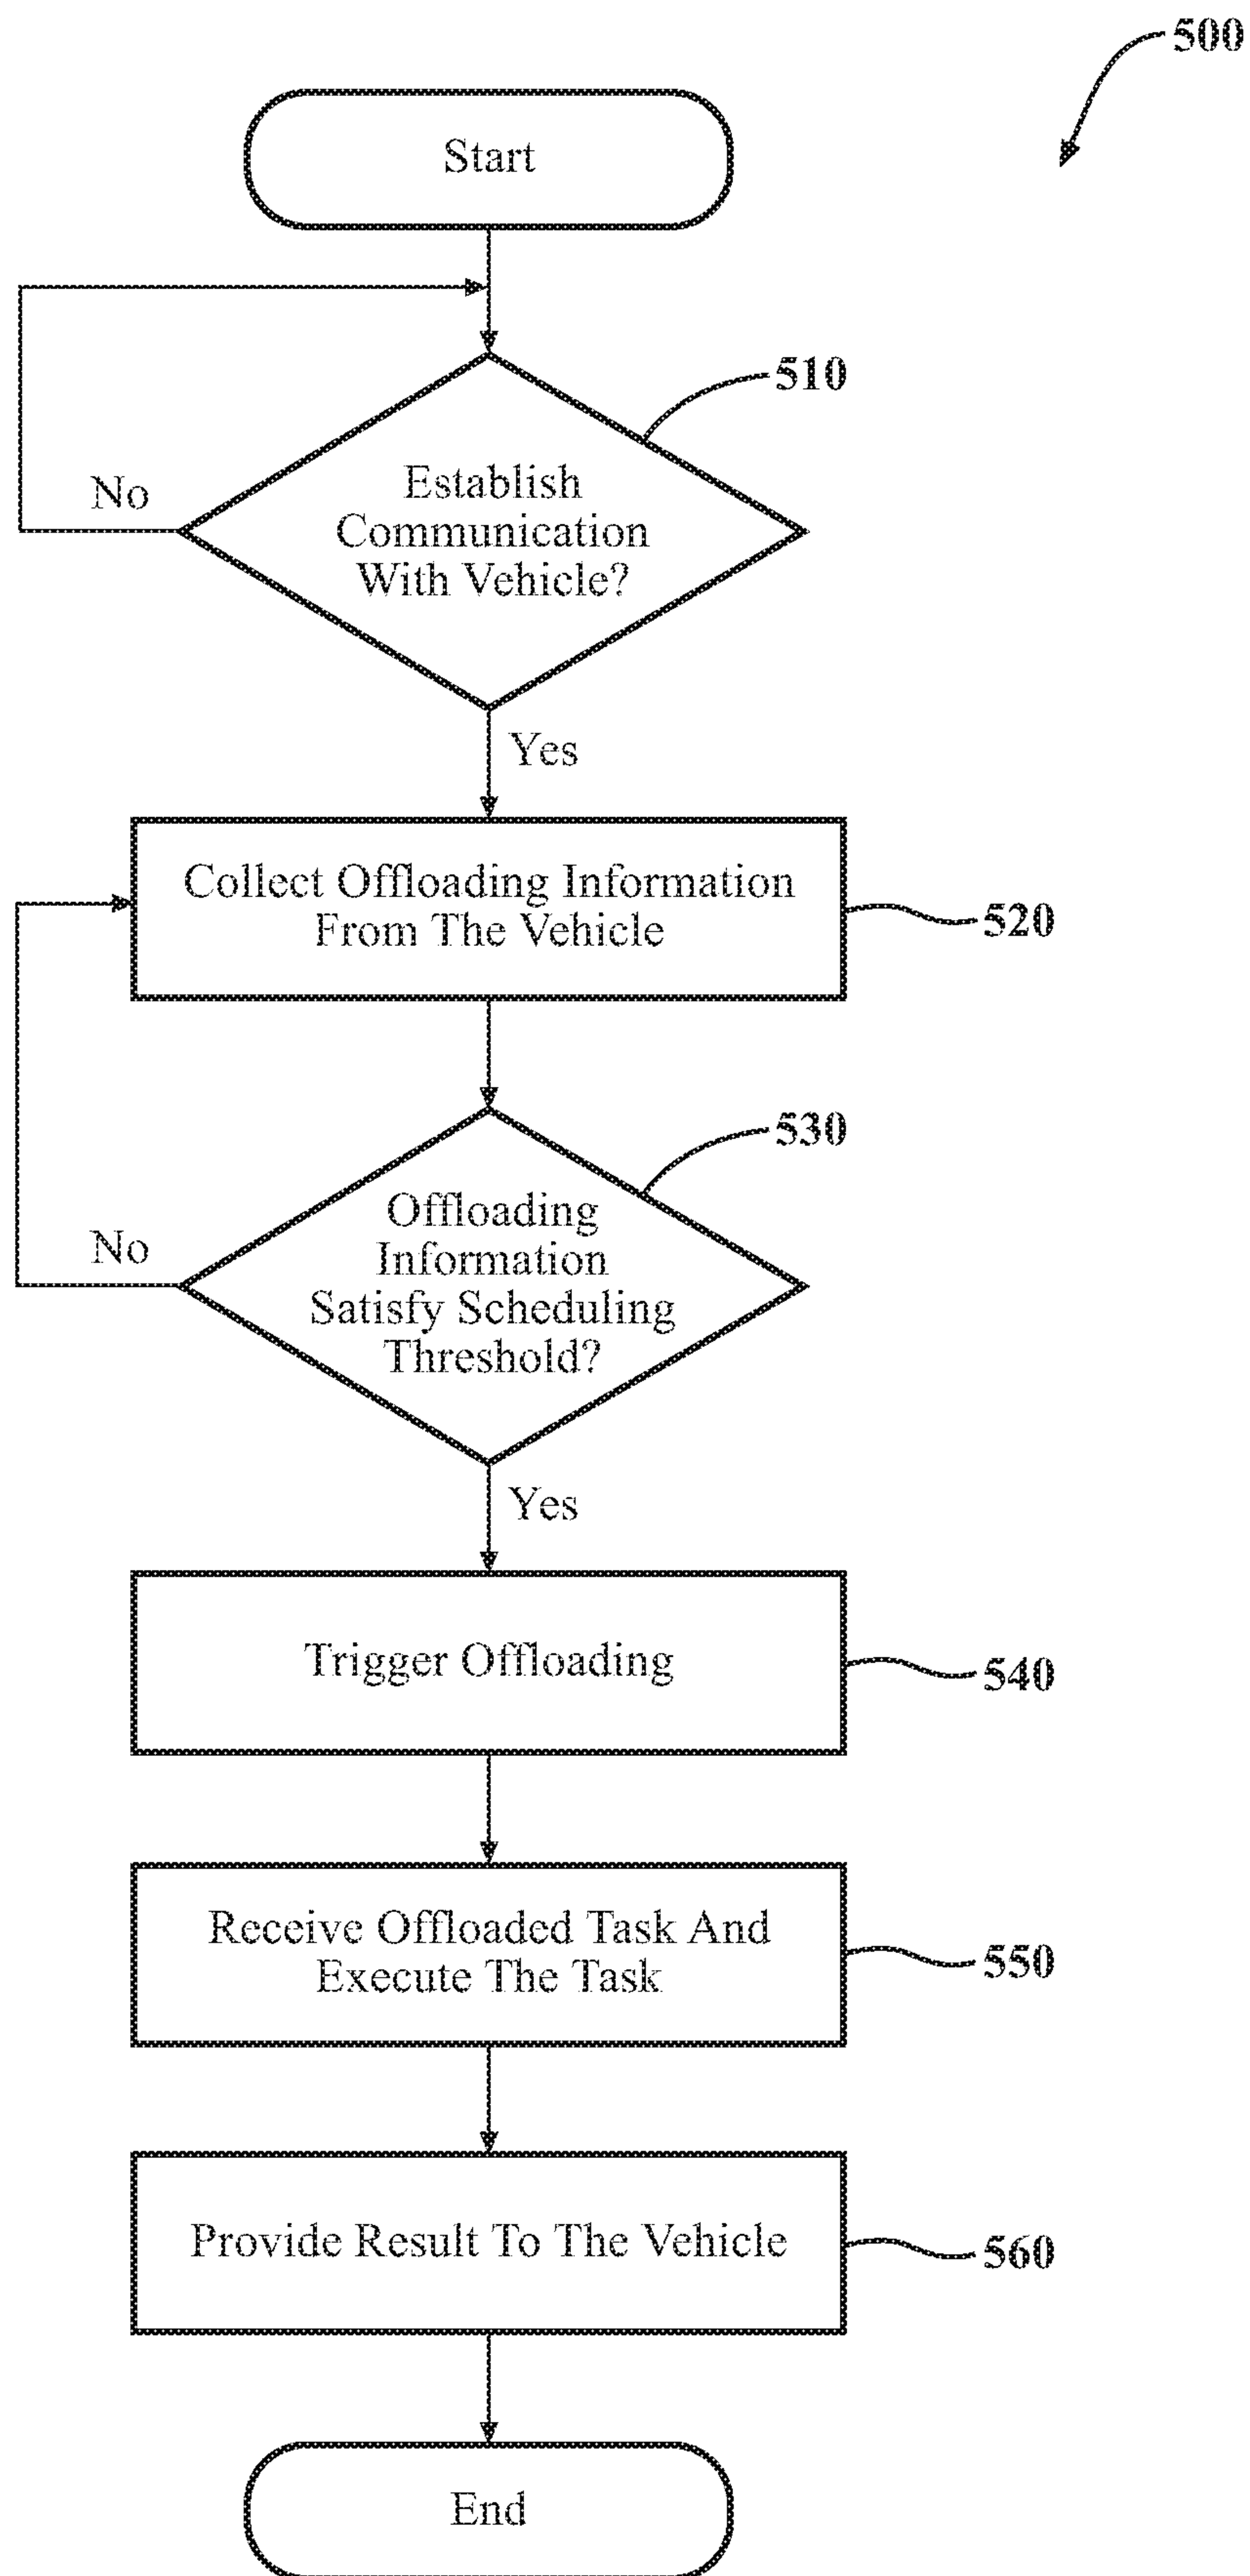 500
Start
510
Establish
Communication
With Vehicle?
No
Yes
Collect Offloading Information
From The Vehicle
520
530
Offloading
Information
Satisfy Scheduling
Threshold?
No
Yes
Trigger Offloading
540
Receive Offloaded Task And
Execute The Task
550
Provide Result To The Vehicle
560
End